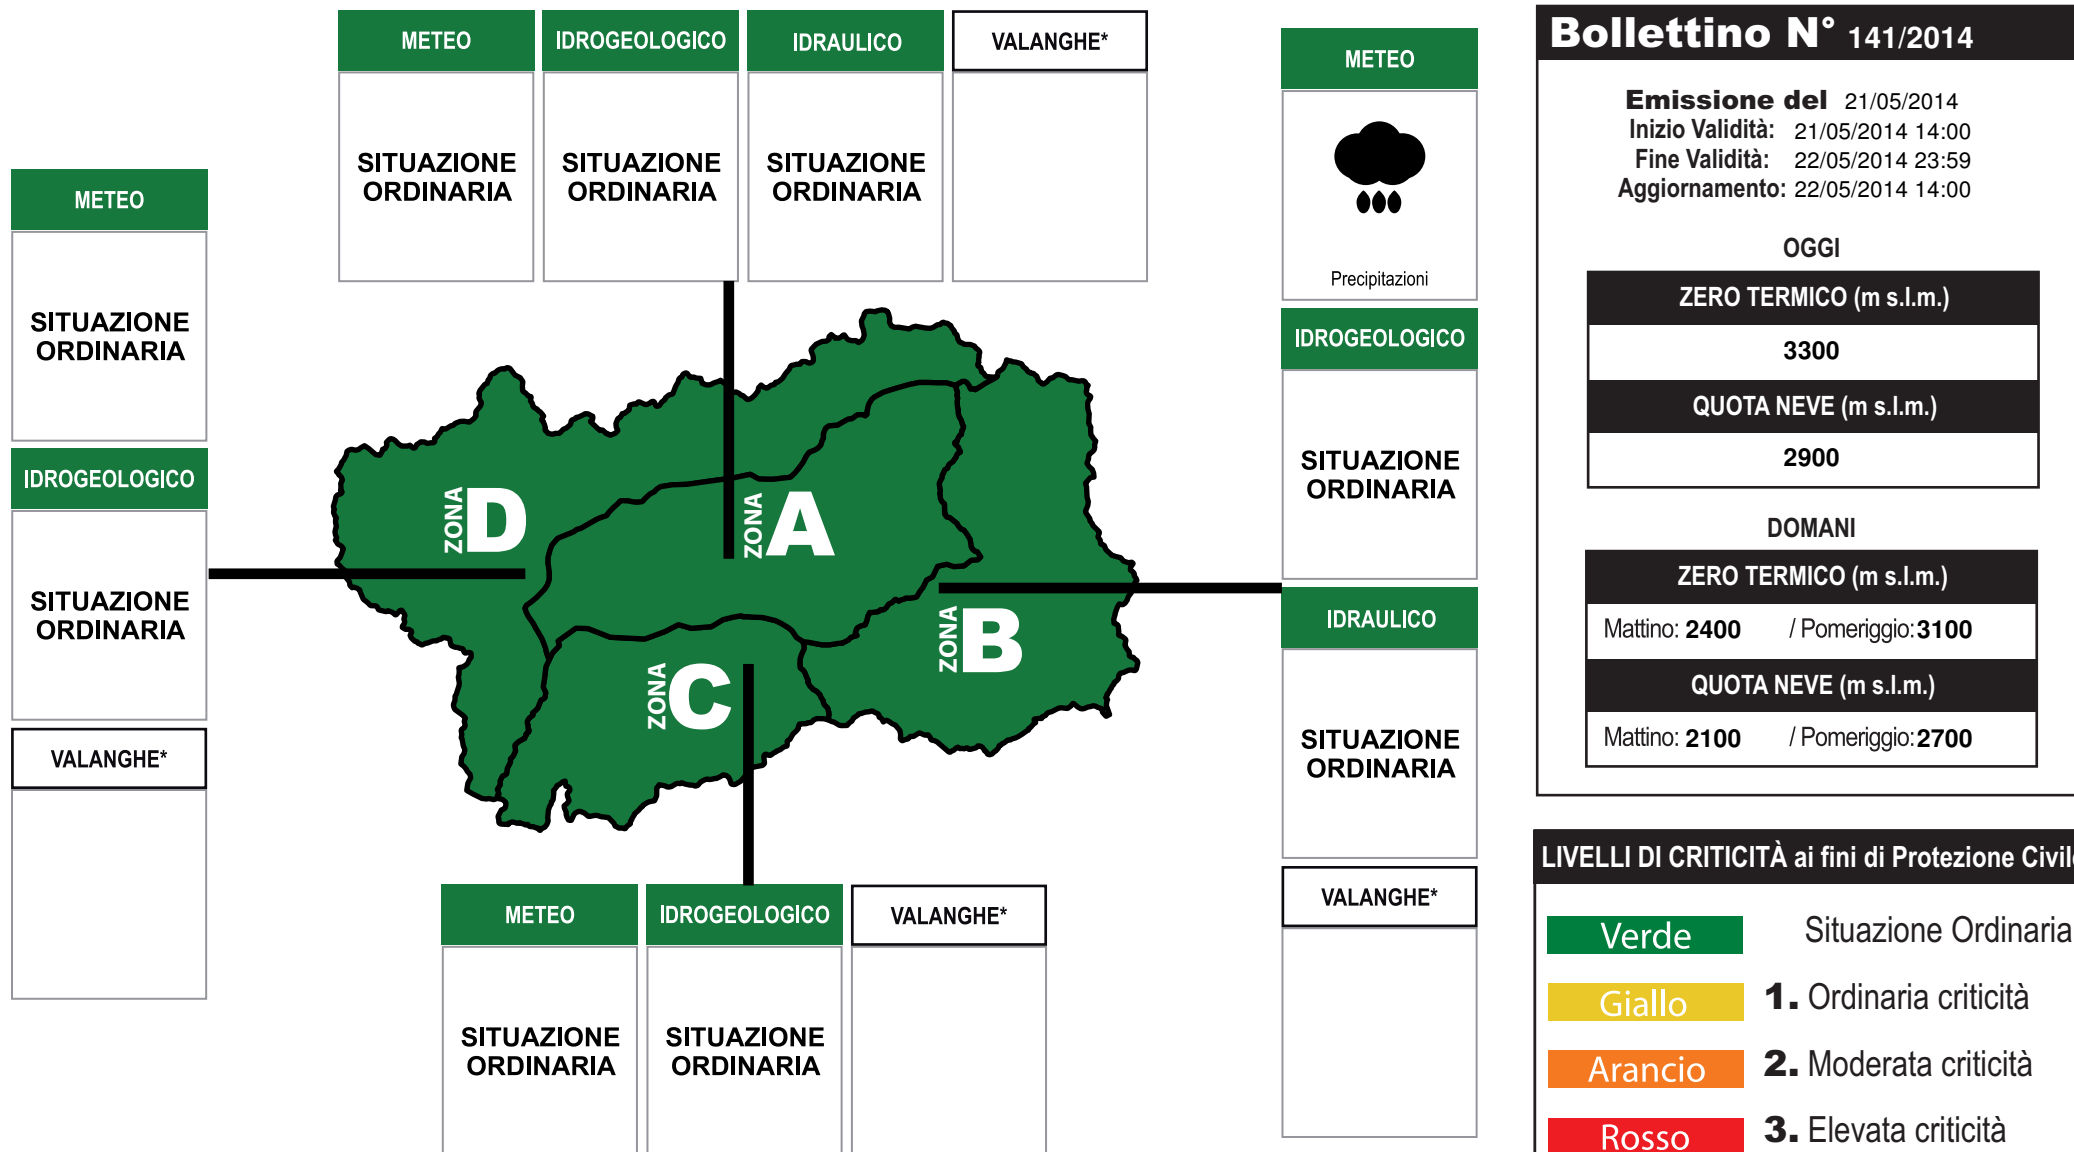 METEO
IDROGEOLOGICO
IDRAULICO
VALANGHE*
SITUAZIONE
ORDINARIA
SITUAZIONE
ORDINARIA
SITUAZIONE
ORDINARIA
METEO
SITUAZIONE
ORDINARIA
IDROGEOLOGICO
SITUAZIONE
ORDINARIA
VALANGHE*
ZONA D
ZONA A
ZONA B
ZONA C
METEO
Precipitazioni
IDROGEOLOGICO
SITUAZIONE
ORDINARIA
IDRAULICO
SITUAZIONE
ORDINARIA
VALANGHE*
METEO
IDROGEOLOGICO
VALANGHE*
SITUAZIONE
ORDINARIA
SITUAZIONE
ORDINARIA
Bollettino N° 141/2014
Emissione del 21/05/2014
Inizio Validità: 21/05/2014 14:00
Fine Validità: 22/05/2014 23:59
Aggiornamento: 22/05/2014 14:00
OGGI
ZERO TERMICO (m s.l.m.)
3300
QUOTA NEVE (m s.l.m.)
2900
DOMANI
ZERO TERMICO (m s.l.m.)
Mattino: 2400 / Pomeriggio: 3100
QUOTA NEVE (m s.l.m.)
Mattino: 2100 / Pomeriggio: 2700
LIVELLI DI CRITICITÀ ai fini di Protezione Civile
Verde Situazione Ordinaria
Giallo 1. Ordinaria criticità
Arancio 2. Moderata criticità
Rosso 3. Elevata criticità